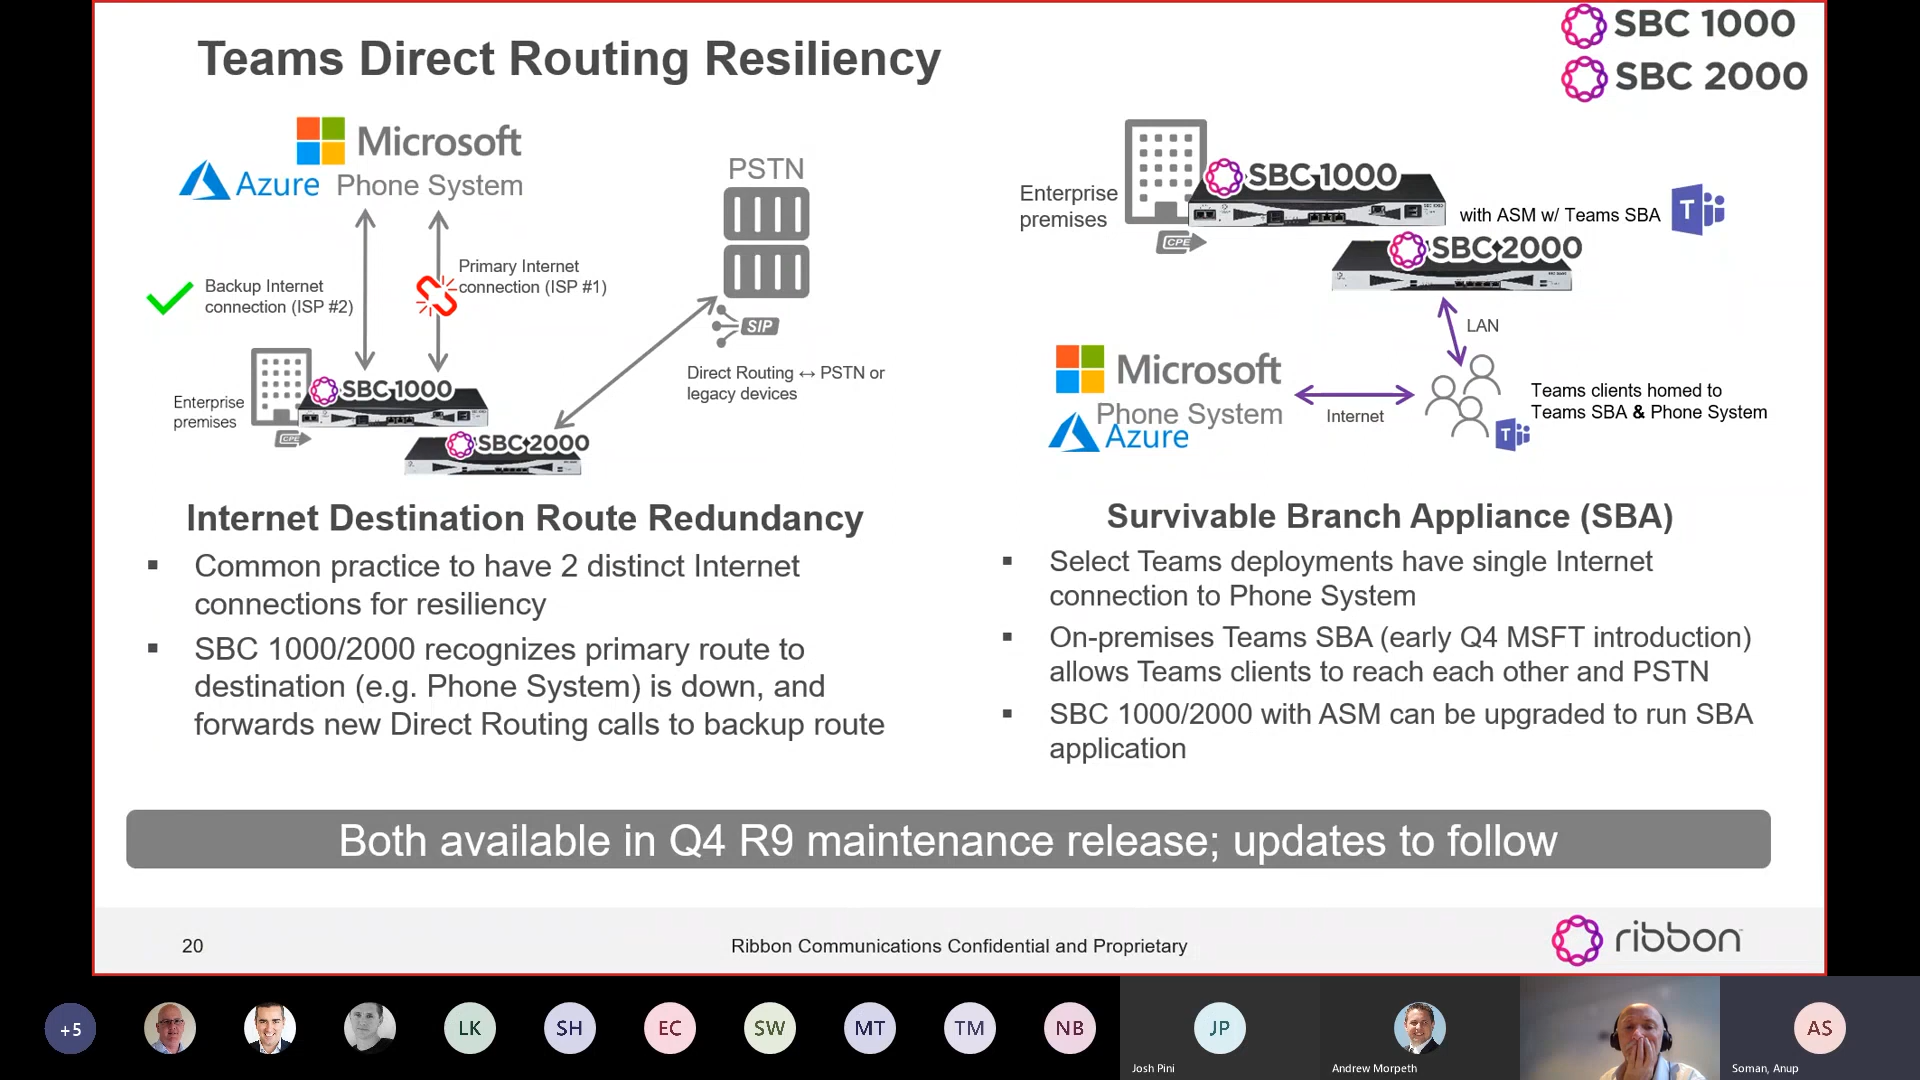 Teams Direct Routing Resiliency
SBC 1000
SBC 2000
Microsoft
Azure Phone System
PSTN
Backup Internet
connection (ISP #2)
Primary Internet
connection (ISP #1)
SIP
Direct Routing ↔ PSTN or
legacy devices
Enterprise
premises
CPE
SBC 1000
SBC 2000
Enterprise
premises
CPE
SBC 1000
with ASM w/ Teams SBA
T
SBC 2000
LAN
Microsoft
Phone System
Azure
Internet
Teams clients homed to
Teams SBA & Phone System
T
Internet Destination Route Redundancy
▪ Common practice to have 2 distinct Internet
connections for resiliency
▪ SBC 1000/2000 recognizes primary route to
destination (e.g. Phone System) is down, and
forwards new Direct Routing calls to backup route
Survivable Branch Appliance (SBA)
▪ Select Teams deployments have single Internet
connection to Phone System
▪ On-premises Teams SBA (early Q4 MSFT introduction)
allows Teams clients to reach each other and PSTN
▪ SBC 1000/2000 with ASM can be upgraded to run SBA
application
Both available in Q4 R9 maintenance release; updates to follow
20
Ribbon Communications Confidential and Proprietary
ribbon
+5
LK
SH
EC
SW
MT
TM
NB
JP
Josh Pini
Andrew Morpeth
AS
Soman, Anup